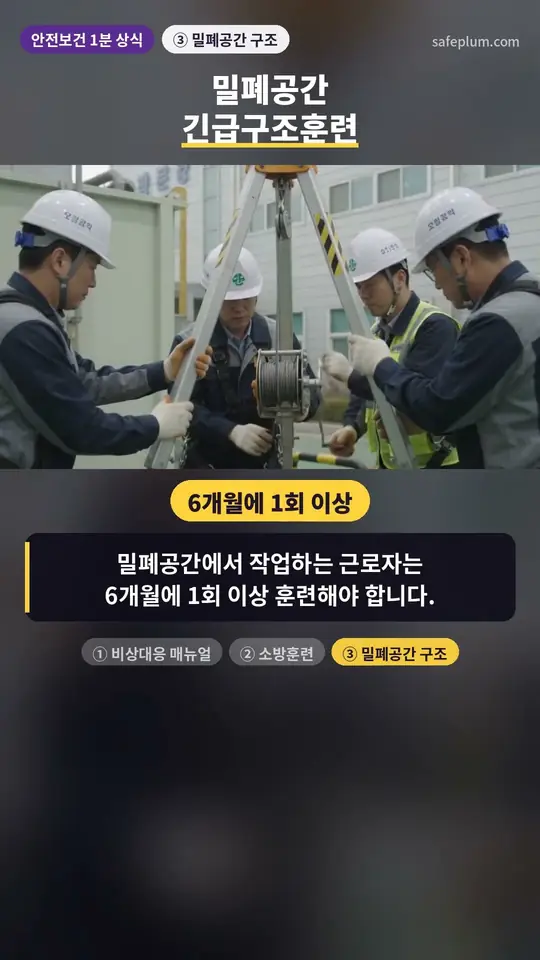 안전보건 1분 상식
③ 밀폐공간 구조
safeplum.com
밀폐공간
긴급구조훈련
6개월에 1회 이상
밀폐공간에서 작업하는 근로자는
6개월에 1회 이상 훈련해야 합니다.
① 비상대응 매뉴얼
② 소방훈련
③ 밀폐공간 구조